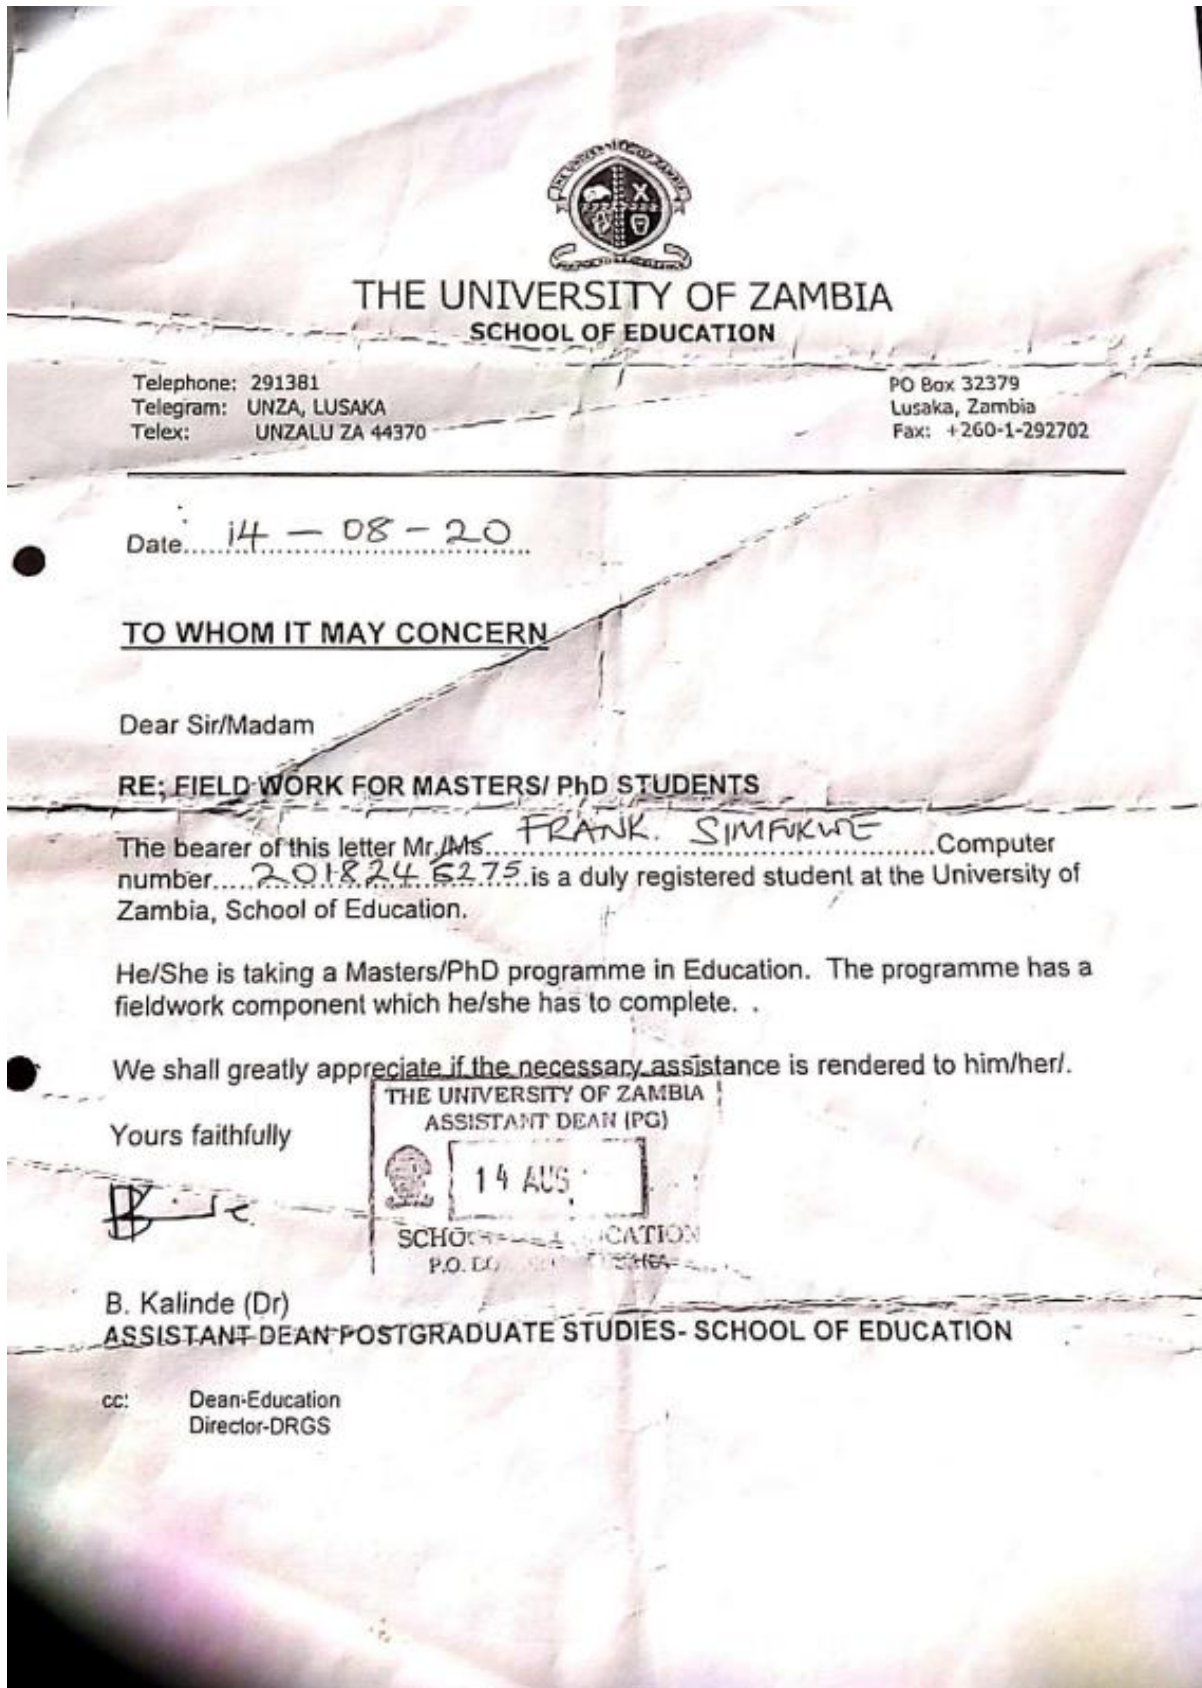 THE UNIVERSITY OF ZAMBIA
THE UNIVERSITY OF ZAMBIA
SCHOOL OF EDUCATION
Telephone: 291381
Telegram: UNZA, LUSAKA
Telex: UNZALU ZA 44370
PO Box 32379
Lusaka, Zambia
Fax: +260-1-292702
Date 14 - 08 - 20
TO WHOM IT MAY CONCERN
Dear Sir/Madam
RE; FIELD WORK FOR MASTERS/ PhD STUDENTS
The bearer of this letter Mr./Ms. FRANK. SIMFUKWE Computer
number 2018245275 is a duly registered student at the University of
Zambia, School of Education.
He/She is taking a Masters/PhD programme in Education. The programme has a
fieldwork component which he/she has to complete. .
We shall greatly appreciate if the necessary assistance is rendered to him/her/.
THE UNIVERSITY OF ZAMBIA
ASSISTANT DEAN (PG)
Yours faithfully
14 AUG
P.O.
B. Kalinde (Dr)
ASSISTANT DEAN POSTGRADUATE STUDIES- SCHOOL OF EDUCATION
cc: Dean-Education
Director-DRGS